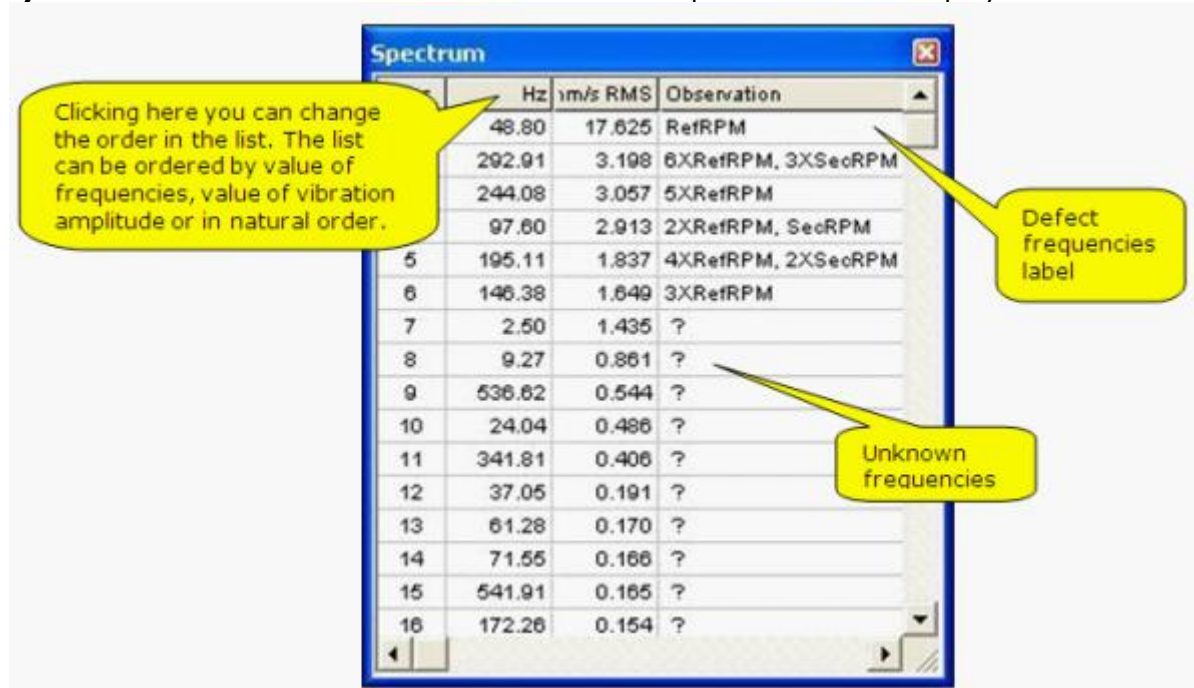 Spectrum
Hz m/s RMS Observation
48.80 17.625 RefRPM
292.91 3.198 6XRefRPM, 3XSecRPM
244.08 3.057 5XRefRPM
97.60 2.913 2XRefRPM, SecRPM
5 195.11 1.837 4XRefRPM, 2XSecRPM
6 146.38 1.649 3XRefRPM
7 2.50 1.435 ?
8 9.27 0.861 ?
9 536.62 0.544 ?
10 24.04 0.486 ?
11 341.81 0.406 ?
12 37.05 0.191 ?
13 61.28 0.170 ?
14 71.55 0.166 ?
15 541.91 0.165 ?
16 172.26 0.154 ?
Clicking here you can change
the order in the list. The list
can be ordered by value of
frequencies, value of vibration
amplitude or in natural order.
Defect
frequencies
label
Unknown
frequencies